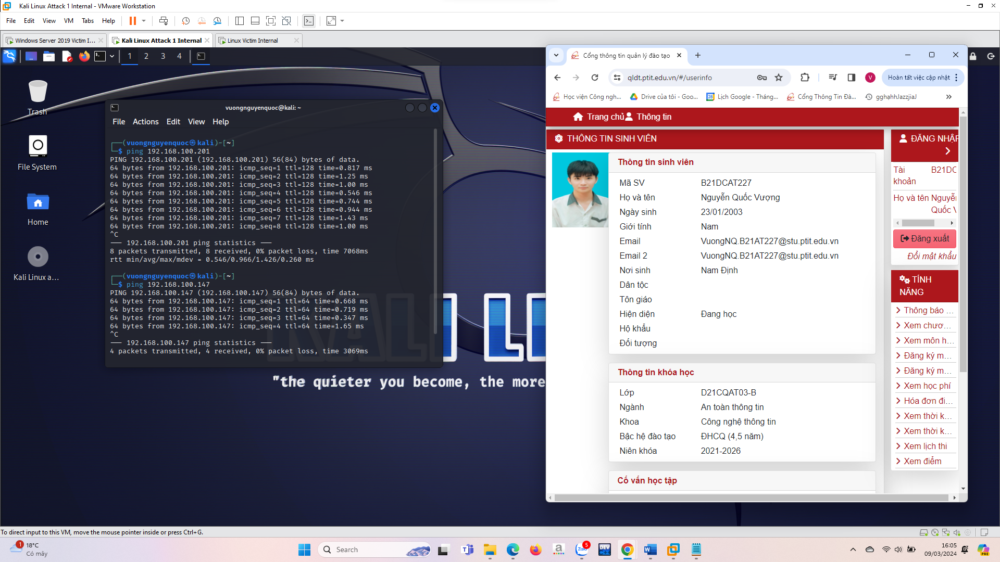 Kali Linux Attack 1 Internal - VMware Workstation
File Edit View VM Tabs Help
Windows Server 2019 Victim I... Kali Linux Attack 1 Internal Linux Victim Internal
1 2 3 4
Trash
File System
Home
Kali Linux a...
vuongnguyenquoc@kali: ~
File Actions Edit View Help
┌──(vuongnguyenquoc㉿kali)-[~]
└─$ ping 192.168.100.201
PING 192.168.100.201 (192.168.100.201) 56(84) bytes of data.
64 bytes from 192.168.100.201: icmp_seq=1 ttl=128 time=0.817 ms
64 bytes from 192.168.100.201: icmp_seq=2 ttl=128 time=1.25 ms
64 bytes from 192.168.100.201: icmp_seq=3 ttl=128 time=1.00 ms
64 bytes from 192.168.100.201: icmp_seq=4 ttl=128 time=0.546 ms
64 bytes from 192.168.100.201: icmp_seq=5 ttl=128 time=0.744 ms
64 bytes from 192.168.100.201: icmp_seq=6 ttl=128 time=0.944 ms
64 bytes from 192.168.100.201: icmp_seq=7 ttl=128 time=1.43 ms
64 bytes from 192.168.100.201: icmp_seq=8 ttl=128 time=1.00 ms
^C
— 192.168.100.201 ping statistics —
8 packets transmitted, 8 received, 0% packet loss, time 7068ms
rtt min/avg/max/mdev = 0.546/0.966/1.426/0.260 ms
┌──(vuongnguyenquoc㉿kali)-[~]
└─$ ping 192.168.100.147
PING 192.168.100.147 (192.168.100.147) 56(84) bytes of data.
64 bytes from 192.168.100.147: icmp_seq=1 ttl=64 time=0.668 ms
64 bytes from 192.168.100.147: icmp_seq=2 ttl=64 time=0.719 ms
64 bytes from 192.168.100.147: icmp_seq=3 ttl=64 time=0.347 ms
64 bytes from 192.168.100.147: icmp_seq=4 ttl=64 time=1.65 ms
^C
— 192.168.100.147 ping statistics —
4 packets transmitted, 4 received, 0% packet loss, time 3069ms
KALI LI
"the quieter you become, the more
Cổng thông tin quản lý đào tạo
qldt.ptit.edu.vn/#/userinfo
V
Hoàn tất việc cập nhật
Học viện Công ngh... Drive của tôi - Goo... 28 Lịch Google - Tháng... Cổng Thông Tin Đà... gghạhhJazzjiaJ
Trang chủ Thông tin
THÔNG TIN SINH VIÊN
Thông tin sinh viên
Mã SV B21DCAT227
Họ và tên Nguyễn Quốc Vượng
Ngày sinh 23/01/2003
Giới tính Nam
Email VuongNQ.B21AT227@stu.ptit.edu.vn
Email 2 VuongNQ.B21AT227@stu.ptit.edu.vn
Nơi sinh Nam Định
Dân tộc
Tôn giáo
Hiện diện Đang học
Hộ khẩu
Đối tượng
Thông tin khóa học
Lớp D21CQAT03-B
Ngành An toàn thông tin
Khoa Công nghệ thông tin
Bậc hệ đào tạo ĐHCQ (4,5 năm)
Niên khóa 2021-2026
Cố vấn học tập
ĐĂNG NHẬP
Tài khoản B21DC
Họ và tên Nguyễn
Quốc V
Đăng xuất
Đổi mật khẩu
TÍNH
NĂNG
Thông báo ...
Xem chươ...
Xem môn h...
Đăng ký m...
Đăng ký m...
Xem học phí
Hóa đơn đi...
Xem thời k...
Xem thời k...
Xem lịch thi
Xem điểm
To direct input to this VM, move the mouse pointer inside or press Ctrl+G.
1
18°C
Có mây
Search
a
Zalo
5
DEV
W
16:05
09/03/2024
PRE